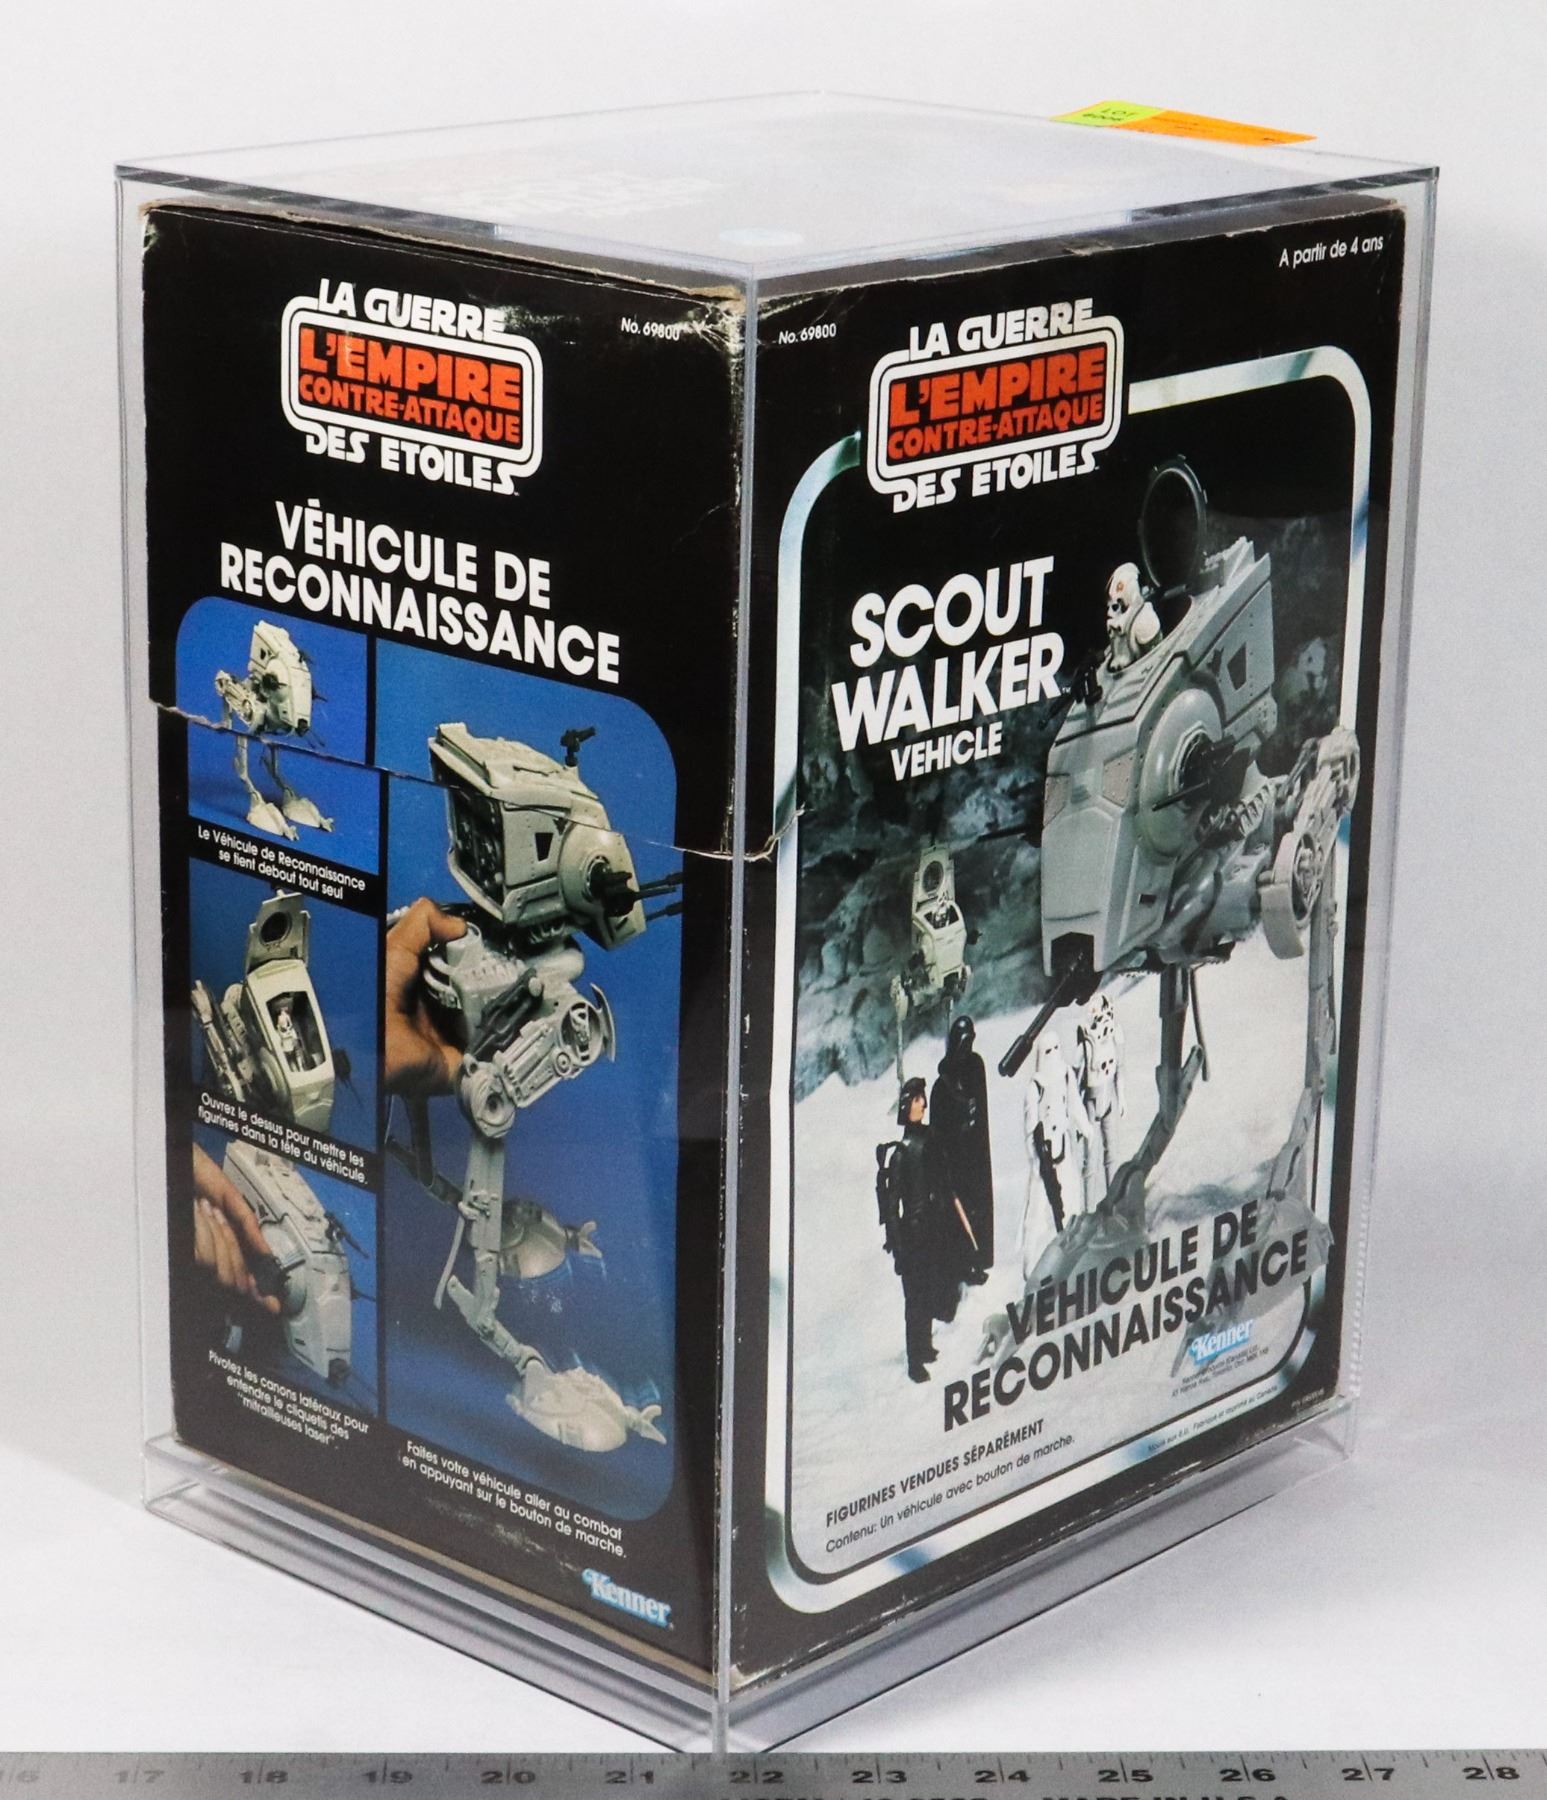 LOT
LA GUERRE
L'EMPIRE
CONTRE-ATTAQUE
DES ETOILES
No. 69800
VÉHICULE DE
RECONNAISSANCE
Le Véhicule de Reconnaissance
se tient debout tout seul
Ouvrez le dessus pour mettre les
figurines dans la tête du véhicule.
Pivotez les canons latéraux pour
entendre le cliquetis des
"mitrailleuses laser".
Faites votre véhicule aller au combat
en appuyant sur le bouton de marche.
Kenner
No. 69800
A partir de 4 ans
LA GUERRE
L'EMPIRE
CONTRE-ATTAQUE
DES ETOILES
SCOUT
WALKER
VEHICLE
VÉHICULE DE
RECONNAISSANCE
Kenner
FIGURINES VENDUES SÉPARÉMENT
Contenu: Un véhicule avec bouton de marche.
16 17 18 19 20 21 22 23 24 25 26 27 28